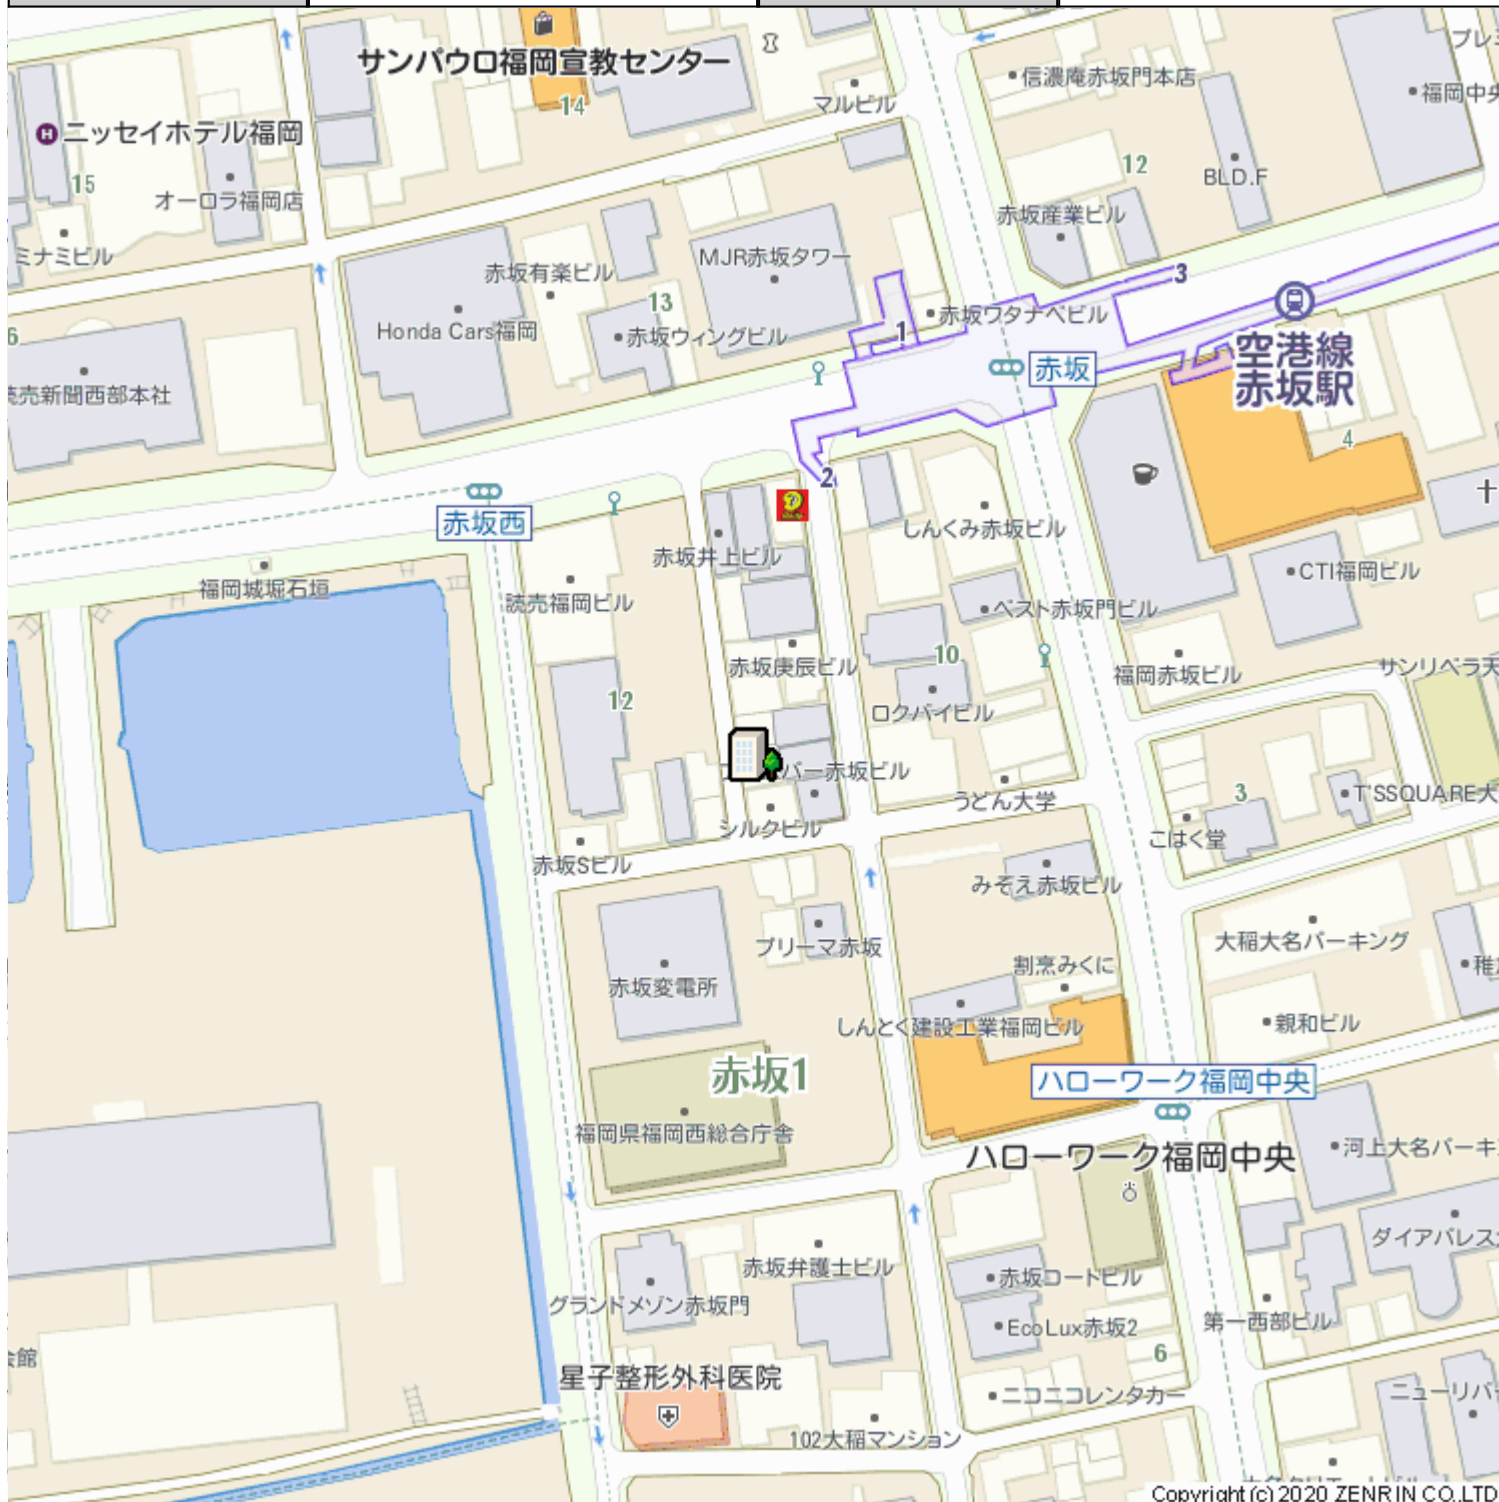 サンパウロ福岡宣教センター
14
マルビル
信濃庵赤坂門本店
福岡中央
ニッセイホテル福岡
15
オーロラ福岡店
12
BLD.F
赤坂産業ビル
ミナミビル
MJR赤坂タワー
赤坂有楽ビル
13
3
Honda Cars福岡
赤坂ウィングビル
1
赤坂ワタナベビル
6
赤坂
空港線
赤坂駅
売新聞西部本社
4
2
赤坂西
赤坂井上ビル
しんくみ赤坂ビル
福岡城堀石垣
読売福岡ビル
CTI福岡ビル
ベスト赤坂門ビル
赤坂庚辰ビル
10
福岡赤坂ビル
サンリベラ天
12
ロクバイビル
バー赤坂ビル
うどん大学
3
T'SSQUARE大
シルクビル
こはく堂
赤坂Sビル
みぞえ赤坂ビル
プリーマ赤坂
大稲大名パーキング
割烹みくに
赤坂変電所
しんとく建設工業福岡ビル
親和ビル
赤坂1
ハローワーク福岡中央
福岡県福岡西総合庁舎
ハローワーク福岡中央
河上大名パーキ
赤坂弁護士ビル
ダイアパレス
赤坂コートビル
グランドメゾン赤坂門
EcoLux赤坂2
第一西部ビル
会館
6
星子整形外科医院
ニコニコレンタカー
ニューリバ
102大稲マンション
Copyright (c) 2020 ZENRIN CO.,LTD